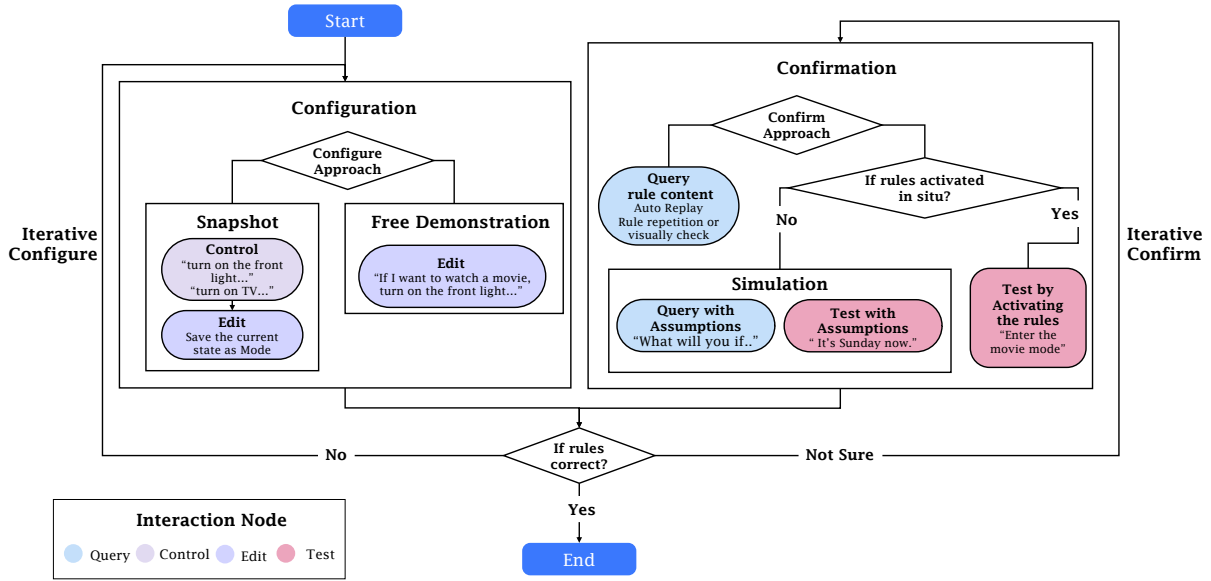 Start
Iterative
Configure
Configuration
Configure
Approach
Snapshot
Control
“turn on the front
light...”
“turn on TV...”
Edit
Save the current
state as Mode
Free Demonstration
Edit
“If I want to watch a movie,
turn on the front light...”
Confirmation
Confirm
Approach
Query
rule content
Auto Replay
Rule repetition or
visually check
If rules activated
in situ?
No
Yes
Simulation
Query with
Assumptions
“What will you if..”
Test with
Assumptions
“ It’s Sunday now.”
Test by
Activating
the rules
“Enter the
movie mode”
Iterative
Confirm
If rules
correct?
No
Not Sure
Yes
End
Interaction Node
Query
Control
Edit
Test